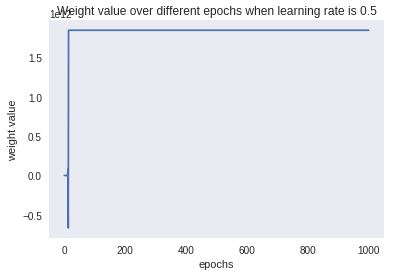 Weight value over different epochs when learning rate is 0.5
1e12
1.5
1.0
0.5
0.0
−0.5
weight value
0 200 400 600 800 1000
epochs